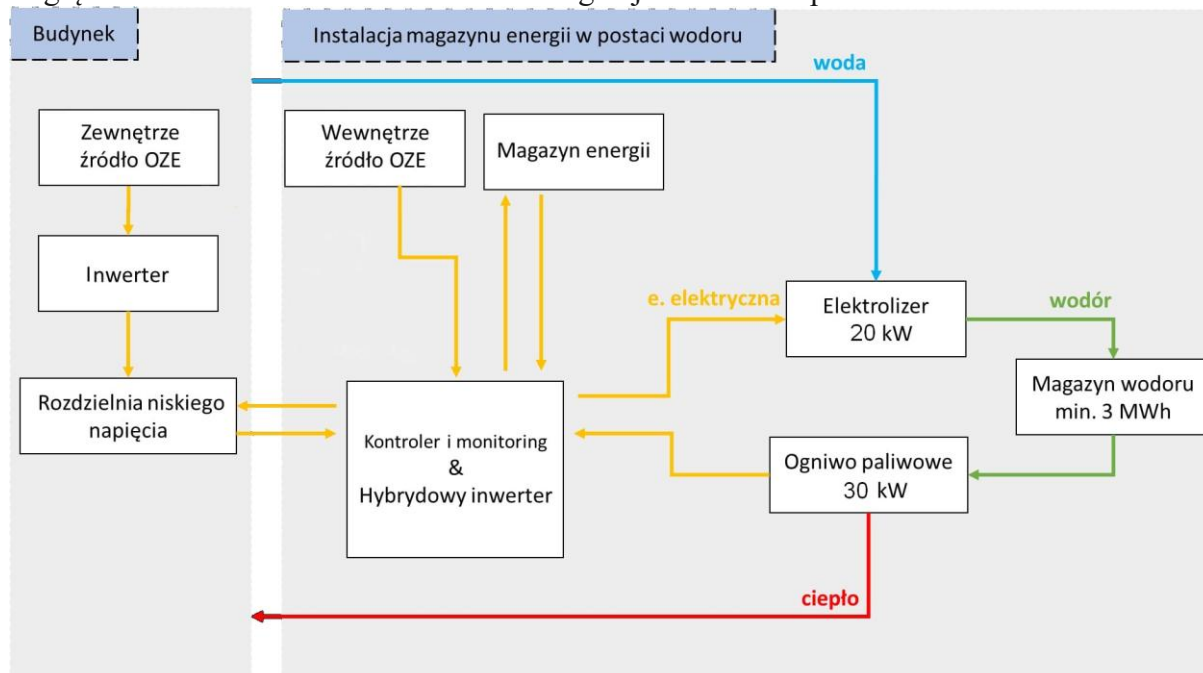 Budynek
Instalacja magazynu energii w postaci wodoru
woda
Zewnętrze
źródło OZE
Wewnętrze
źródło OZE
Magazyn energii
Inwerter
e. elektryczna
Elektrolizer
20 kW
wodór
Rozdzielnia niskiego
napięcia
Kontroler i monitoring
&
Hybrydowy inwerter
Magazyn wodoru
min. 3 MWh
Ogniwo paliwowe
30 kW
ciepło